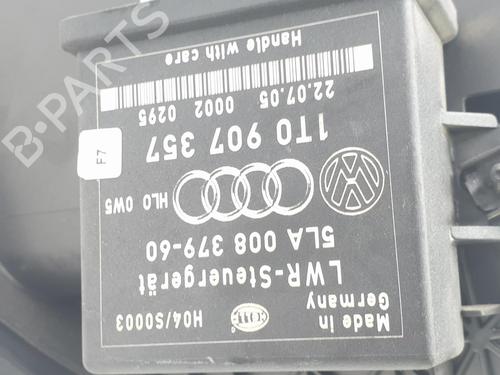 Made in
Germany
H04/S0003
LWR-Steuergerät
5LA 008 379-60
HL0 0W5
1T0 907 357
F7
22.07.05 0002 0295
Handle with care
B-PARTS